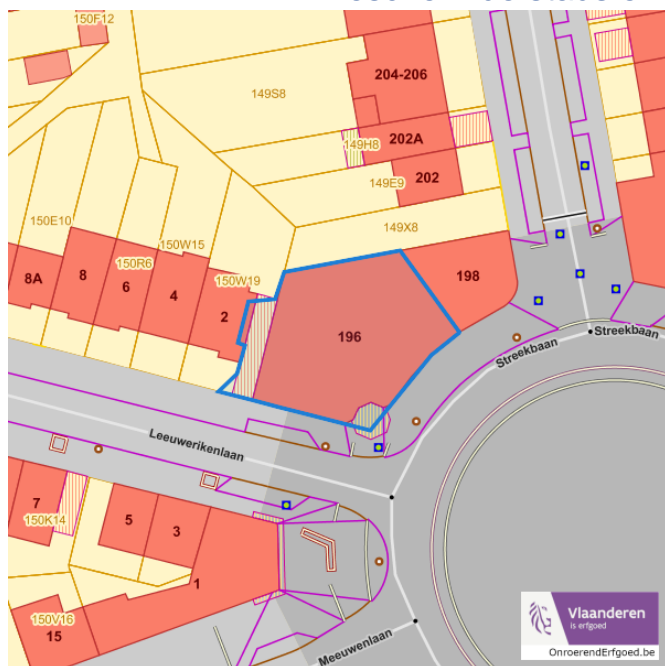 150F12
204-206
149S8
202A
149H8
202
149E9
149X8
150E10
150W15
150R6
150W19
8A
8
6
4
2
198
196
Streekbaan
Streekbaan
Leeuwerikenlaan
7
5
3
150K14
1
150V16
15
Meeuwenlaan
Vlaanderen
is erfgoed
OnroerendErfgoed.be